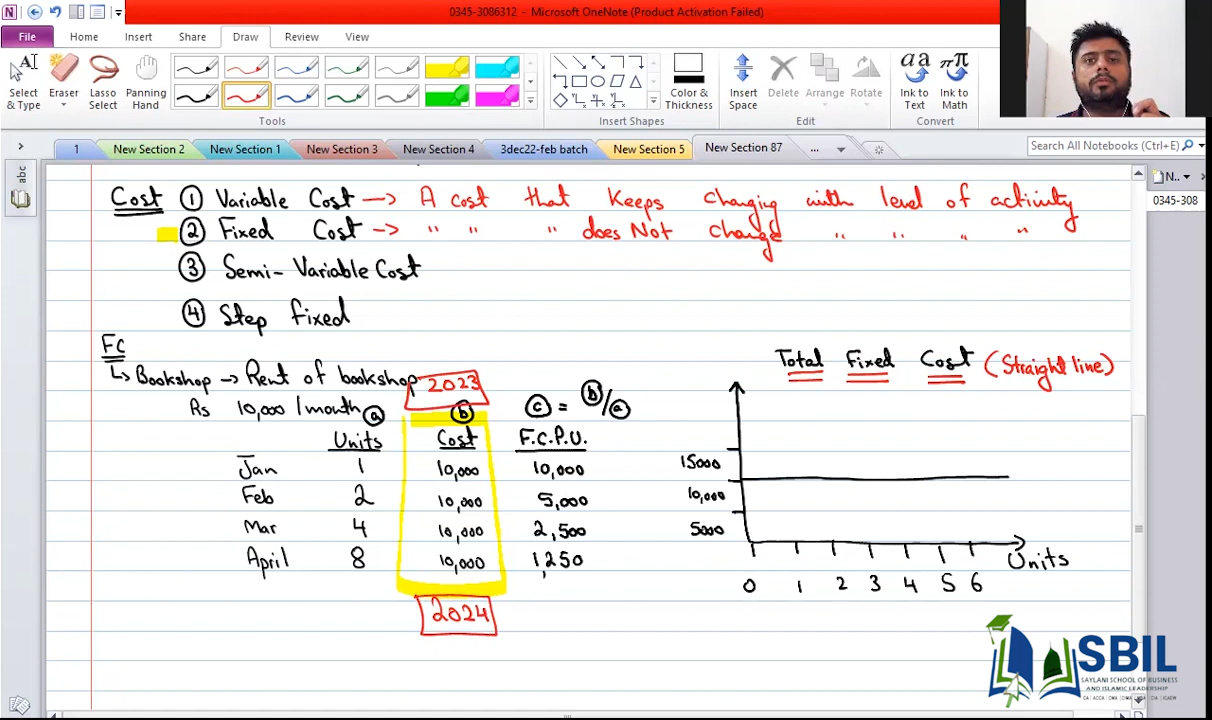 0345-3086312 - Microsoft OneNote (Product Activation Failed)
File Home Insert Share Draw Review View
Select & Type
Eraser
Lasso Select
Panning Hand
Color & Thickness
Insert Space
Delete
Arrange
Rotate
Ink to Text
Ink to Math
Tools
Insert Shapes
Edit
Convert
1 New Section 2 New Section 1 New Section 3 New Section 4 3dec22-feb batch New Section 5 New Section 87 ...
Search All Notebooks (Ctrl+E)
N..
abc
0345-308
Cost ① Variable Cost → A cost that Keeps changing with level of activity
② Fixed Cost → " " " does Not change " " " "
③ Semi-Variable Cost
④ Step fixed
FC
↳ Bookshop → Rent of bookshop
Rs 10,000 /month
2023
ⓐ ⓑ ⓒ = ⓑ/ⓐ
Units Cost F.C.P.U.
Jan 1 10,000 10,000
Feb 2 10,000 5,000
Mar 4 10,000 2,500
April 8 10,000 1,250
2024
Total Fixed Cost (Straight line)
15000
10,000
5000
Units
0 1 2 3 4 5 6
SBIL
SAYLANI SCHOOL OF BUSINESS
AND ISLAMIC LEADERSHIP